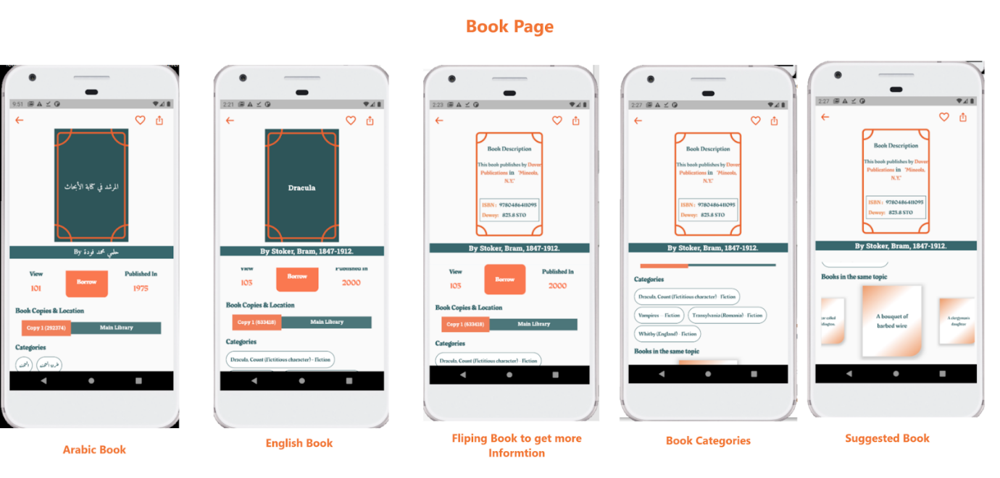 Book Page
9:51
المرشد في كتابة الأبحاث
By حلمي محمد فودة
View
Borrow
Published In
101
1975
Book Copies & Location
Copy 1 (292374)
Main Library
Categories
Arabic Book
2:21
Dracula
By Stoker, Bram, 1847-1912.
View
Borrow
Published In
105
2000
Book Copies & Location
Copy 1 (633418)
Main Library
Categories
Dracula, Count (Fictitious character) - Fiction
English Book
2:23
Book Description
This book publishes by Dover
Publications in "Mineola,
N.Y."
ISBN : 9780486411095
Dewey: 823.8 STO
By Stoker, Bram, 1847-1912.
View
Borrow
Published In
105
2000
Book Copies & Location
Copy 1 (633418)
Main Library
Categories
Dracula, Count (Fictitious character) - Fiction
Fliping Book to get more
Informtion
2:27
Book Description
This book publishes by Dover
Publications in "Mineola,
N.Y."
ISBN : 9780486411095
Dewey: 823.8 STO
By Stoker, Bram, 1847-1912.
Categories
Dracula, Count (Fictitious character) - Fiction
Vampires - Fiction
Transylvania (Romania) - Fiction
Whitby (England) - Fiction
Books in the same topic
Book Categories
2:27
Book Description
This book publishes by Dover
Publications in "Mineola,
N.Y."
ISBN : 9780486411095
Dewey: 823.8 STO
By Stoker, Bram, 1847-1912.
Books in the same topic
called
A bouquet of
barbed wire
A clergyman's
daughter
Suggested Book